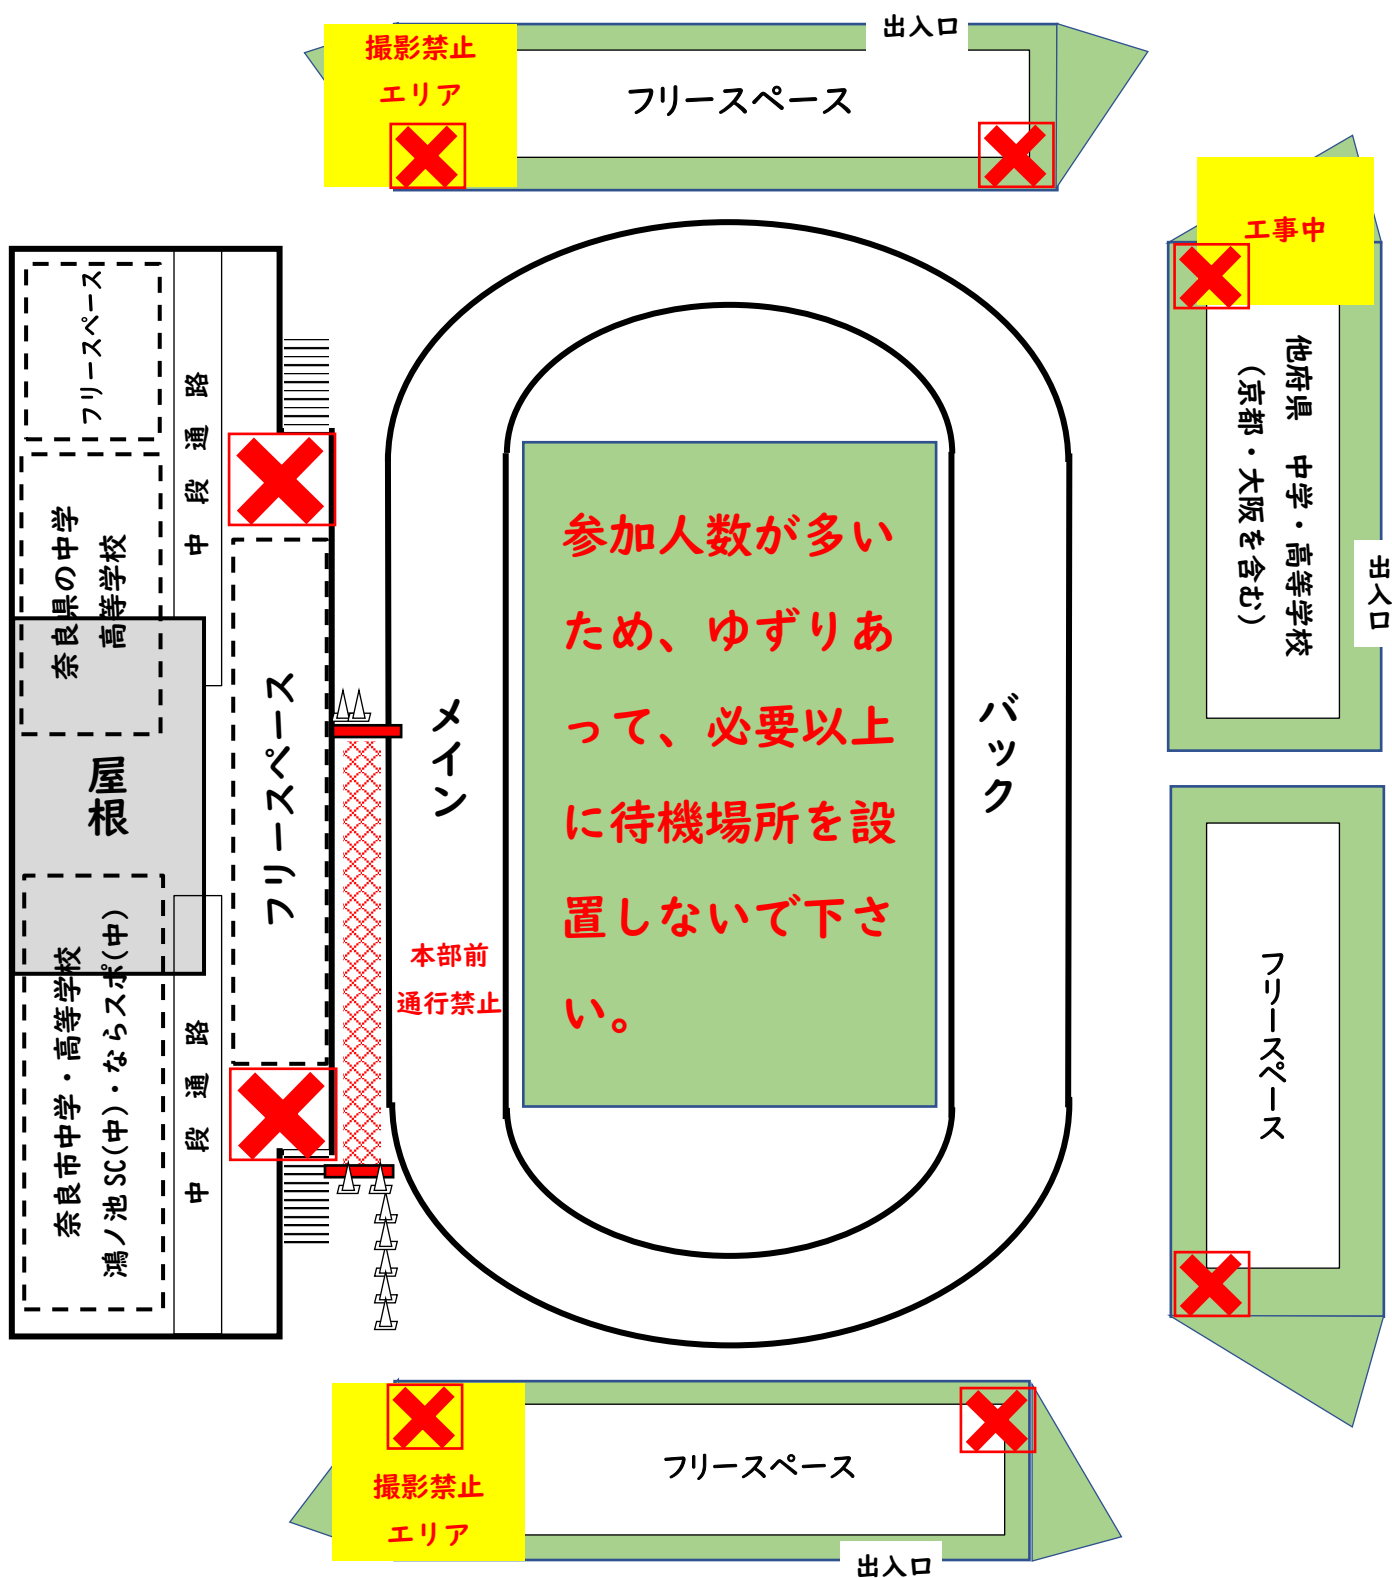 出入口
撮影禁止
エリア
フリースペース
工事中
他府県　中学・高等学校
（京都・大阪を含む）
出入口
フリースペース
中段通路
奈良県の中学
高等学校
屋根
フリースペース
メイン
バック
参加人数が多い
ため、ゆずりあ
って、必要以上
に待機場所を設
置しないで下さ
い。
本部前
通行禁止
奈良市中学・高等学校
鴻ノ池SC(中)・ならスポ(中)
中段通路
フリースペース
撮影禁止
エリア
フリースペース
出入口